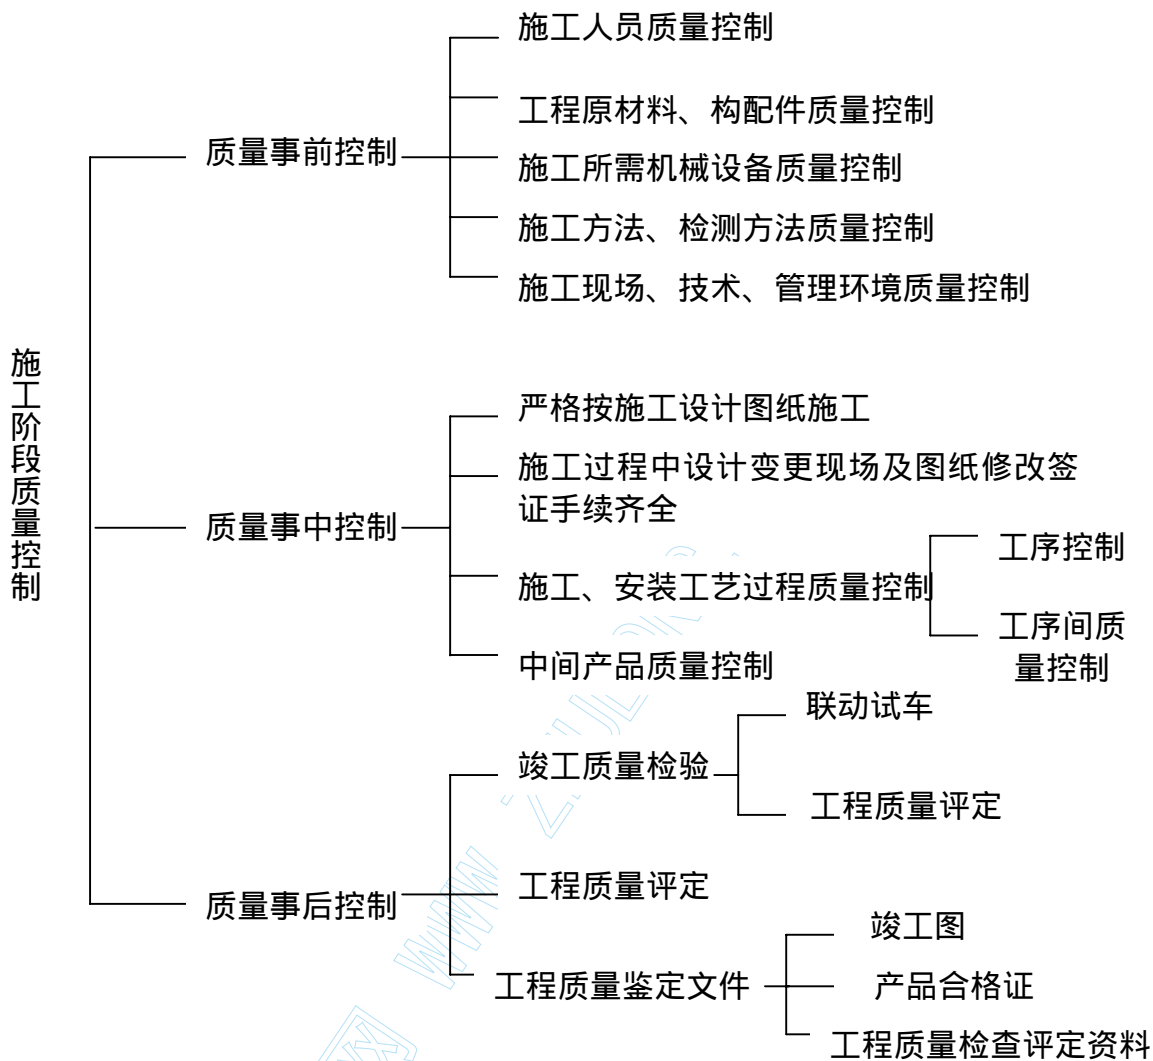 施工阶段质量控制
质量事前控制
施工人员质量控制
工程原材料、构配件质量控制
施工所需机械设备质量控制
施工方法、检测方法质量控制
施工现场、技术、管理环境质量控制
质量事中控制
严格按施工设计图纸施工
施工过程中设计变更现场及图纸修改签
证手续齐全
施工、安装工艺过程质量控制
工序控制
工序间质
量控制
中间产品质量控制
质量事后控制
竣工质量检验
联动试车
工程质量评定
工程质量评定
工程质量鉴定文件
竣工图
产品合格证
工程质量检查评定资料
网 WWW